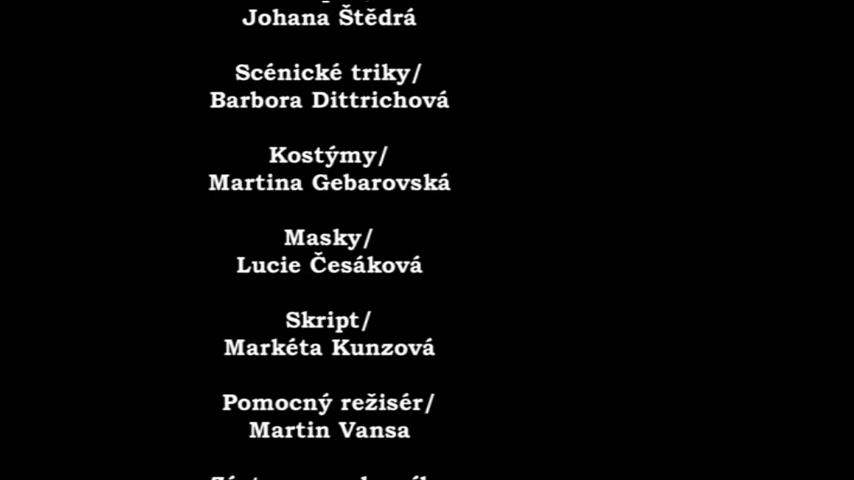 Johana Štědrá
Scénické triky/
Barbora Dittrichová
Kostýmy/
Martina Gebarovská
Masky/
Lucie Česáková
Skript/
Markéta Kunzová
Pomocný režisér/
Martin Vansa